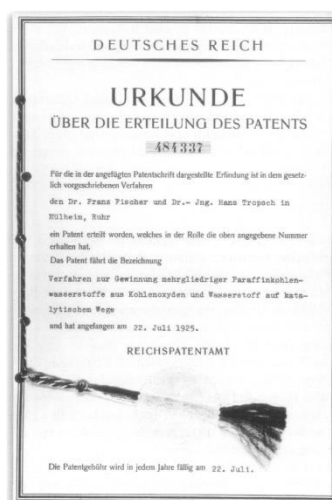 DEUTSCHES REICH
URKUNDE
ÜBER DIE ERTEILUNG DES PATENTS
484337
Für die in der angefügten Patentschrift dargestellte Erfindung ist in dem gesetz-
lich vorgeschriebenen Verfahren
den Dr. Franz Fischer und Dr.- Jng. Hans Tropsch in
Mülheim, Ruhr
ein Patent erteilt worden, welches in der Rolle die oben angegebene Nummer
erhalten hat.
Das Patent führt die Bezeichnung
Verfahren zur Gewinnung mehrgliedriger Paraffinkohlen-
wasserstoffe aus Kohlenoxyden und Wasserstoff auf kata-
lytischem Wege
und hat angefangen am 22. Juli 1925.
REICHSPATENTAMT
Die Patentgebühr wird in jedem Jahre fällig am 22. Juli.